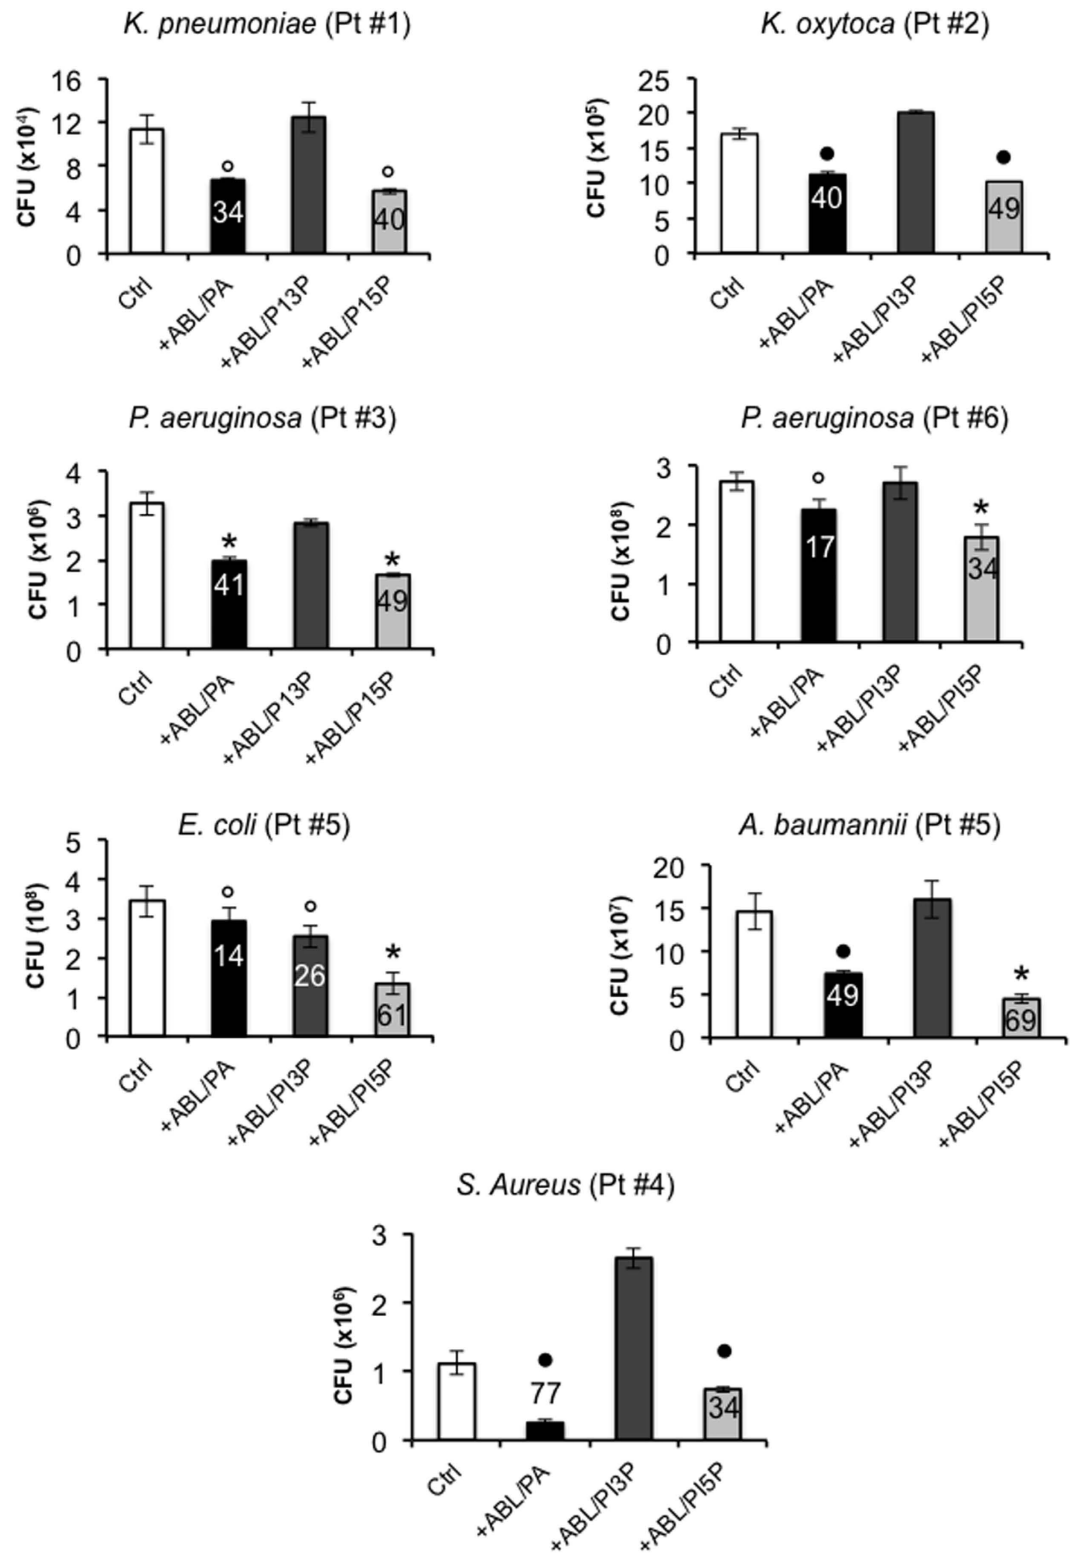 K. pneumoniae (Pt #1)
CFU (x10⁴)
16
12
8
4
0
34
40
Ctrl
+ABL/PA
+ABL/P13P
+ABL/P15P
K. oxytoca (Pt #2)
CFU (x10⁵)
25
20
15
10
5
0
40
49
Ctrl
+ABL/PA
+ABL/PI3P
+ABL/PI5P
P. aeruginosa (Pt #3)
CFU (x10⁶)
4
3
2
1
0
*
41
*
49
Ctrl
+ABL/PA
+ABL/P13P
+ABL/P15P
P. aeruginosa (Pt #6)
CFU (x10⁸)
3
2
1
0
17
*
34
Ctrl
+ABL/PA
+ABL/PI3P
+ABL/PI5P
E. coli (Pt #5)
CFU (10⁸)
5
4
3
2
1
0
14
26
*
61
Ctrl
+ABL/PA
+ABL/PI3P
+ABL/PI5P
A. baumannii (Pt #5)
CFU (x10⁷)
20
15
10
5
0
49
*
69
Ctrl
+ABL/PA
+ABL/PI3P
+ABL/PI5P
S. Aureus (Pt #4)
CFU (x10⁶)
3
2
1
0
77
34
Ctrl
+ABL/PA
+ABL/PI3P
+ABL/PI5P